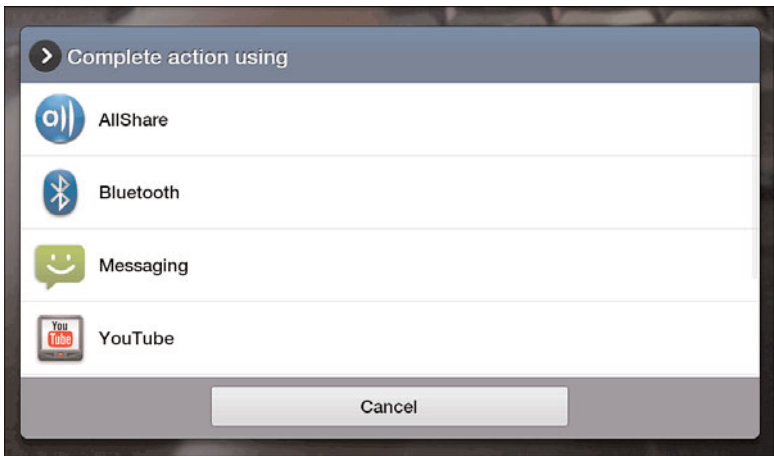 Complete action using
AllShare
Bluetooth
Messaging
You
Tube
YouTube
Cancel